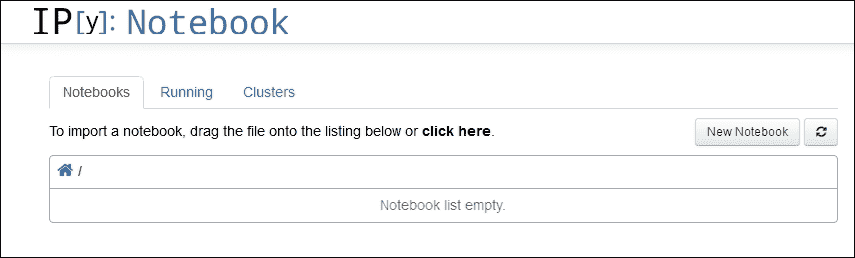 IP[y]: Notebook
Notebooks Running Clusters
To import a notebook, drag the file onto the listing below or click here. New Notebook
/
Notebook list empty.